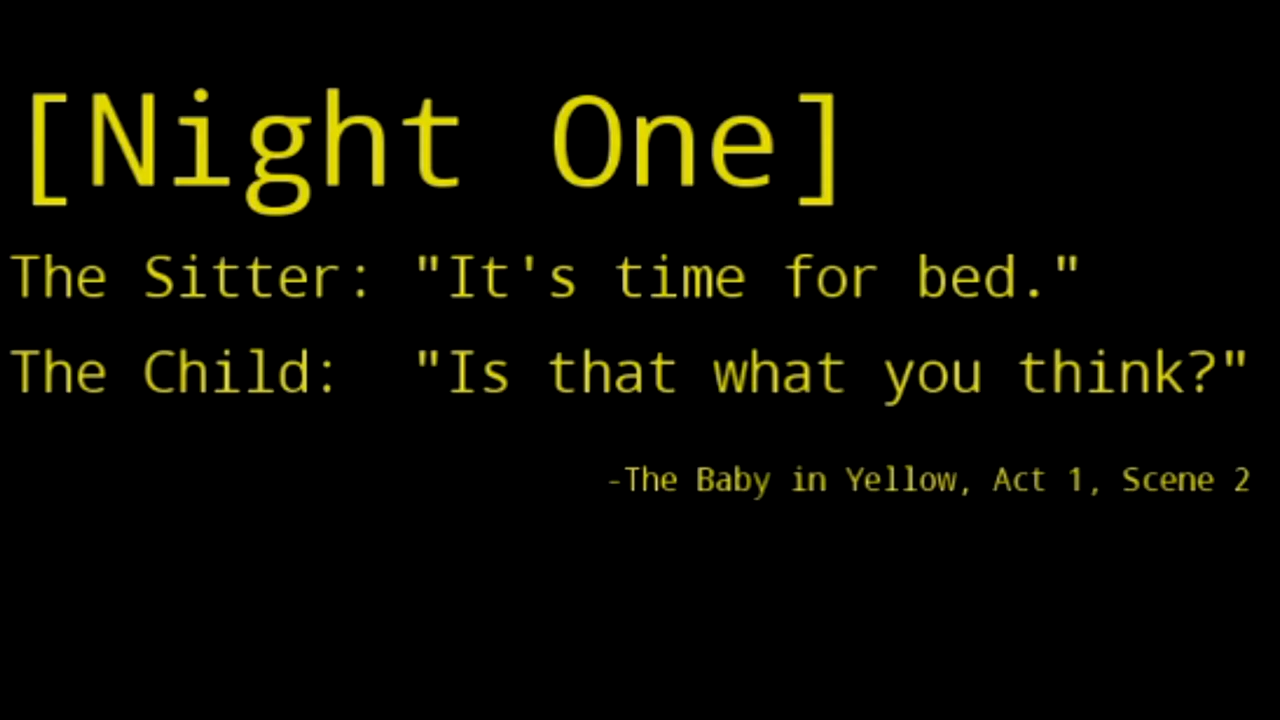 [Night One]
The Sitter: "It's time for bed."
The Child:  "Is that what you think?"
-The Baby in Yellow, Act 1, Scene 2